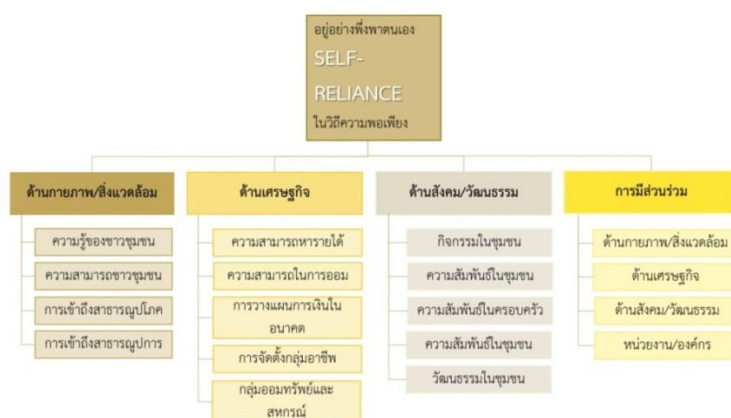 อยู่อย่างพึ่งพาตนเอง
SELF-
RELIANCE
ในวิถีความพอเพียง
ด้านกายภาพ/สิ่งแวดล้อม
ความรู้ของชาวชุมชน
ความสามารถชาวชุมชน
การเข้าถึงสาธารณูปโภค
การเข้าถึงสาธารณูปการ
ด้านเศรษฐกิจ
ความสามารถหารายได้
ความสามารถในการออม
การวางแผนการเงินใน
อนาคต
การจัดตั้งกลุ่มอาชีพ
กลุ่มออมทรัพย์และ
สหกรณ์
ด้านสังคม/วัฒนธรรม
กิจกรรมในชุมชน
ความสัมพันธ์ในชุมชน
ความสัมพันธ์ในครอบครัว
ความสัมพันธ์ในชุมชน
วัฒนธรรมในชุมชน
การมีส่วนร่วม
ด้านกายภาพ/สิ่งแวดล้อม
ด้านเศรษฐกิจ
ด้านสังคม/วัฒนธรรม
หน่วยงาน/องค์กร